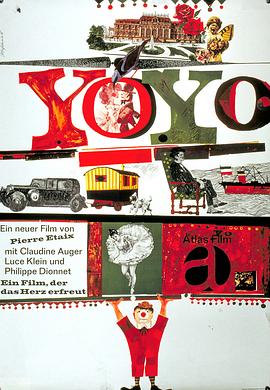 YOYO
Ein neuer Film von
Pierre Etaix
mit Claudine Auger
Luce Klein und
Philippe Dionnet
Ein Film, der
das Herz erfreut
Atlas film
a